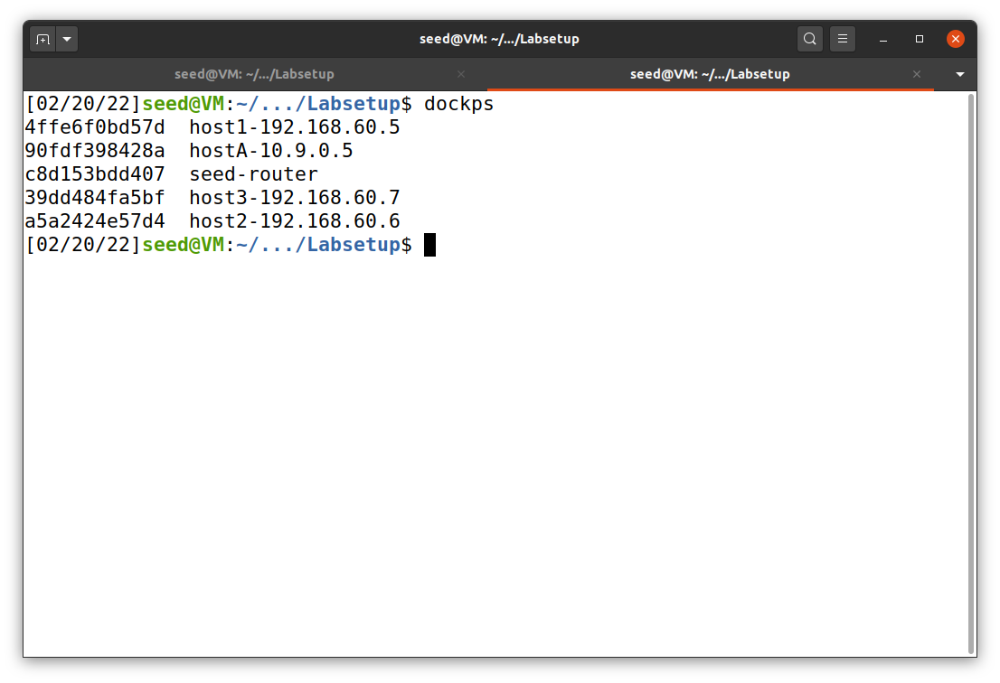 seed@VM: ~/.../Labsetup
seed@VM: ~/.../Labsetup
seed@VM: ~/.../Labsetup
[02/20/22]seed@VM:~/.../Labsetup$ dockps
4ffe6f0bd57d  host1-192.168.60.5
90fdf398428a  hostA-10.9.0.5
c8d153bdd407  seed-router
39dd484fa5bf  host3-192.168.60.7
a5a2424e57d4  host2-192.168.60.6
[02/20/22]seed@VM:~/.../Labsetup$